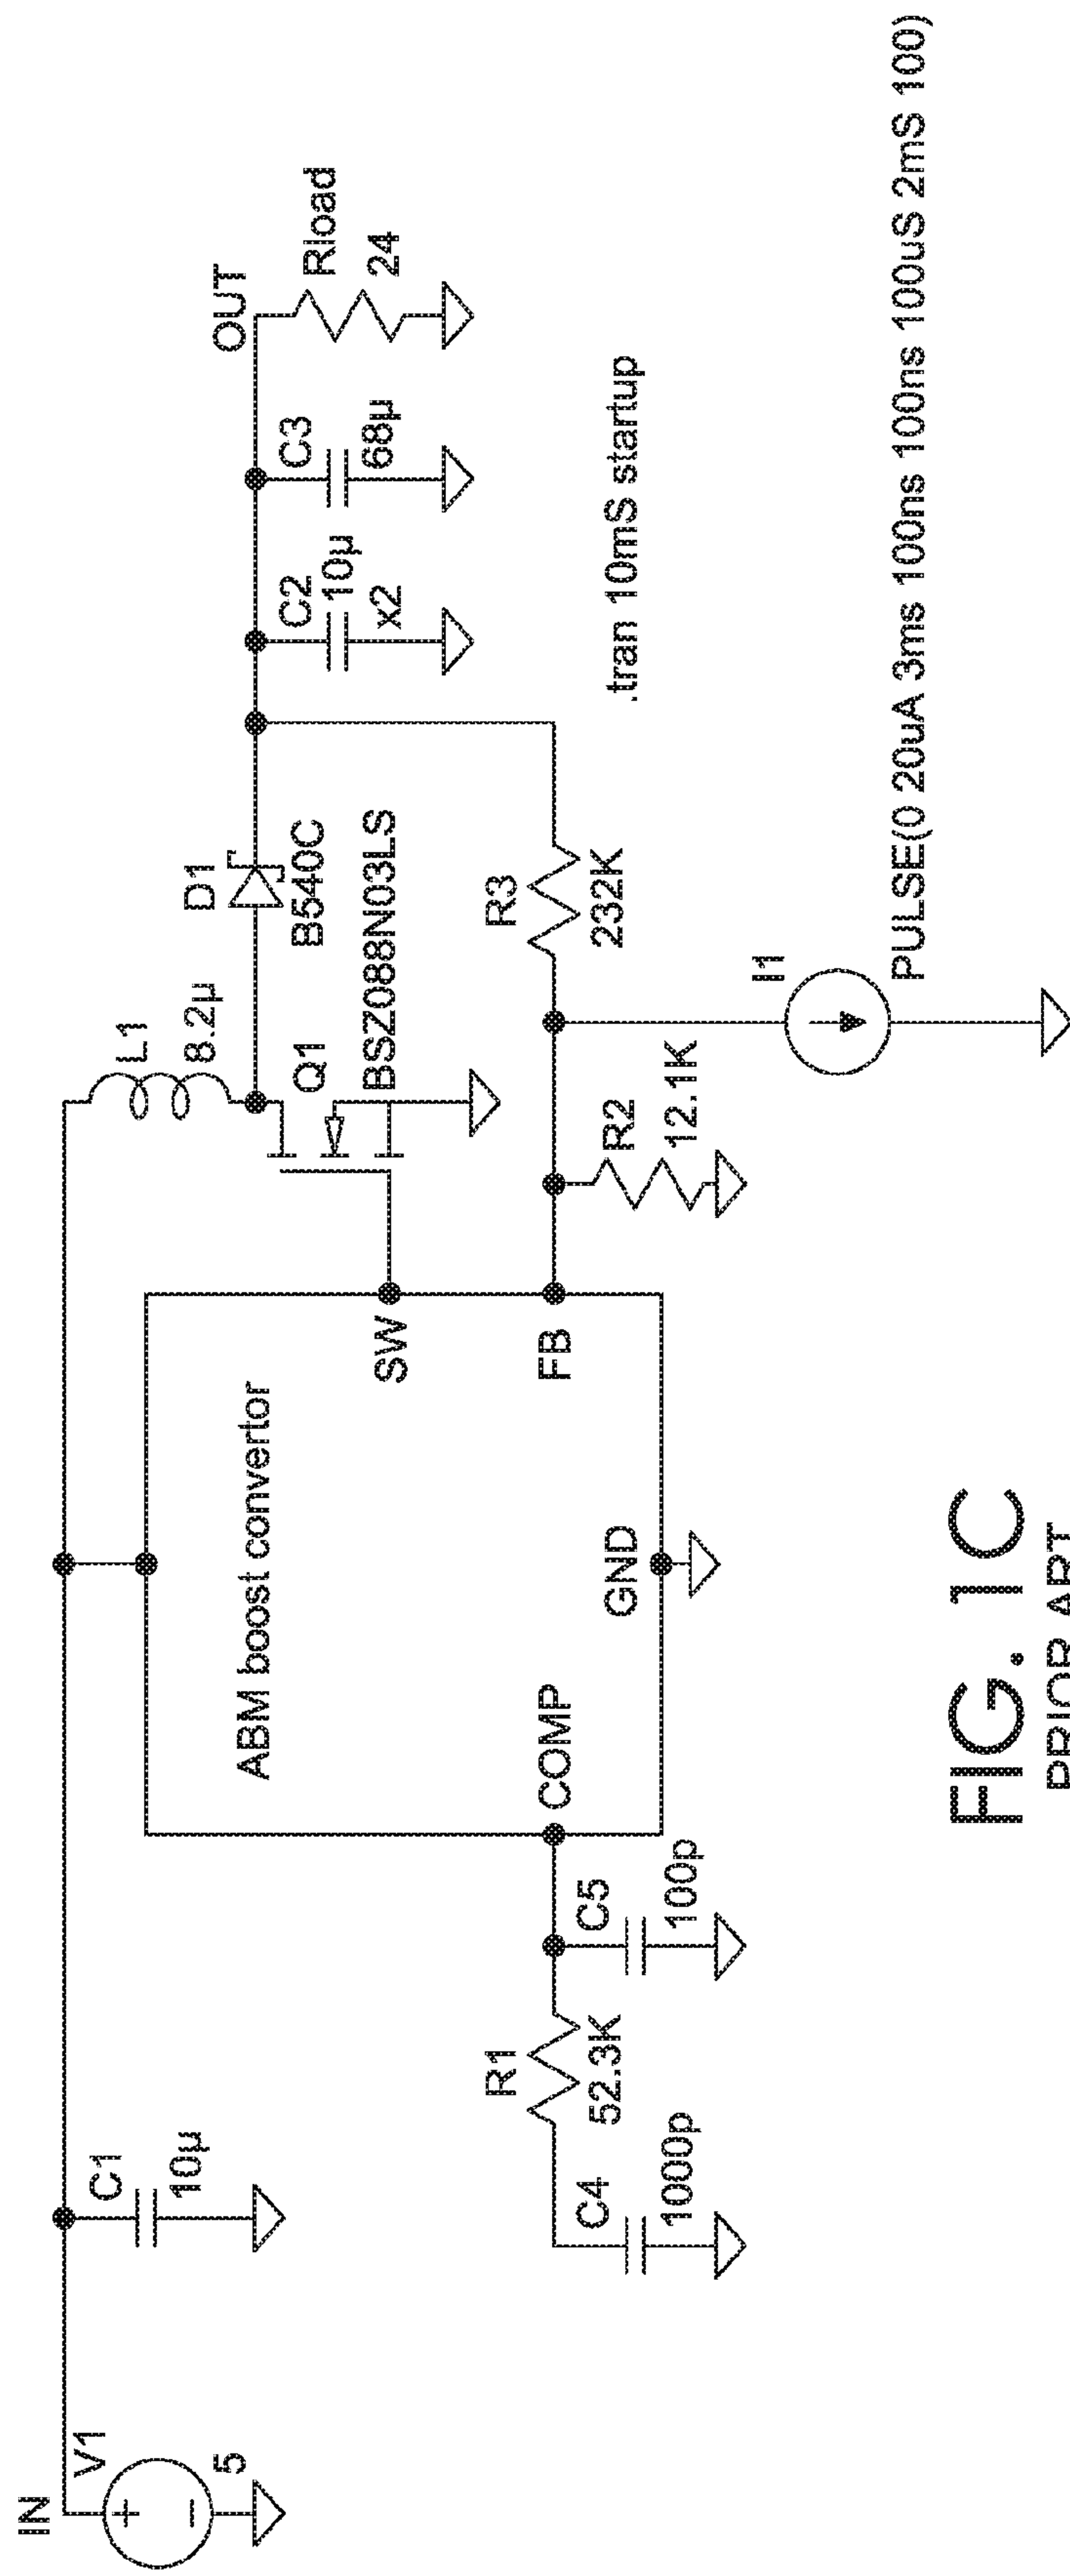 IN
V1
+
−
5
C1
10µ
ABM boost convertor
COMP
GND
SW
FB
R1
52.3K
C4
1000p
C5
100p
L1
8.2µ
Q1
BSZ088N03LS
D1
B540C
R2
12.1K
R3
232K
C2
10µ
x2
C3
68µ
OUT
Rload
24
.tran 10mS startup
I1
PULSE(0 20uA 3ms 100ns 100ns 100uS 2mS 100)
FIG. 1C
PRIOR ART